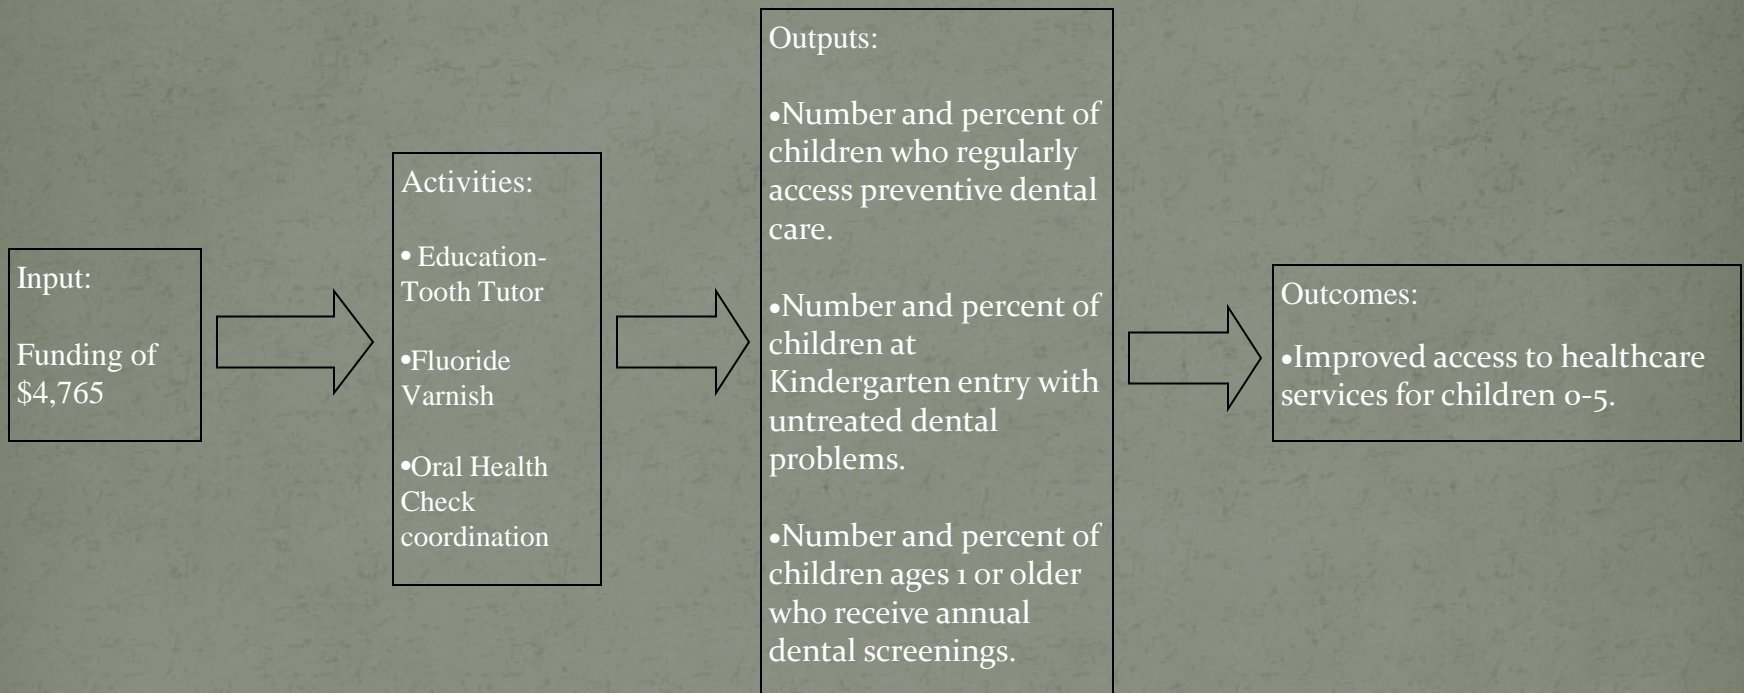 Input:
Funding of
$4,765
Activities:
• Education-
Tooth Tutor
•Fluoride
Varnish
•Oral Health
Check
coordination
Outputs:
•Number and percent of
children who regularly
access preventive dental
care.
•Number and percent of
children at
Kindergarten entry with
untreated dental
problems.
•Number and percent of
children ages 1 or older
who receive annual
dental screenings.
Outcomes:
•Improved access to healthcare
services for children 0-5.